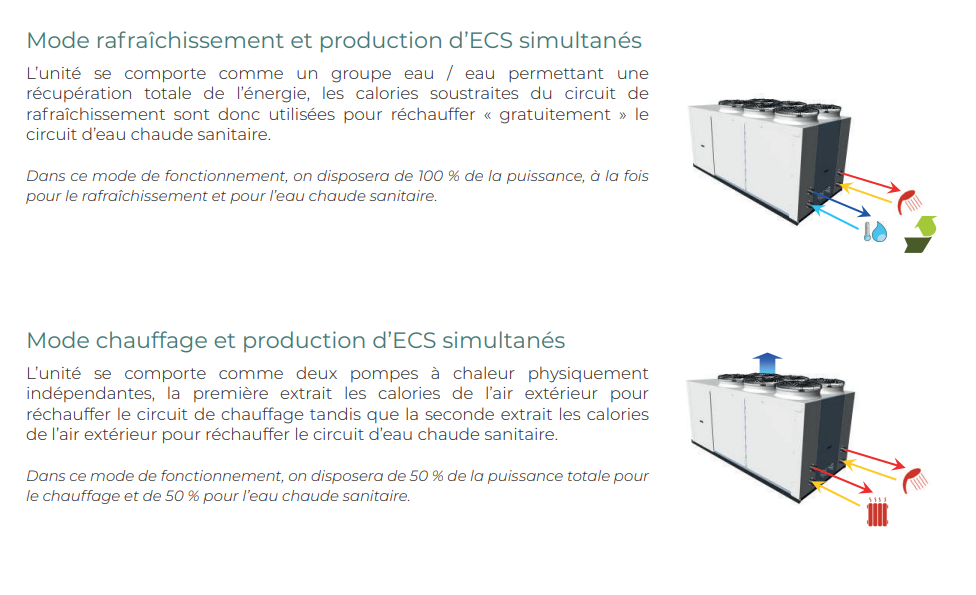 Mode rafraîchissement et production d’ECS simultanés
L’unité se comporte comme un groupe eau / eau permettant une
récupération totale de l’énergie, les calories soustraites du circuit de
rafraîchissement sont donc utilisées pour réchauffer « gratuitement » le
circuit d’eau chaude sanitaire.
Dans ce mode de fonctionnement, on disposera de 100 % de la puissance, à la fois
pour le rafraîchissement et pour l’eau chaude sanitaire.
Mode chauffage et production d’ECS simultanés
L’unité se comporte comme deux pompes à chaleur physiquement
indépendantes, la première extrait les calories de l’air extérieur pour
réchauffer le circuit de chauffage tandis que la seconde extrait les calories
de l’air extérieur pour réchauffer le circuit d’eau chaude sanitaire.
Dans ce mode de fonctionnement, on disposera de 50 % de la puissance totale pour
le chauffage et de 50 % pour l’eau chaude sanitaire.